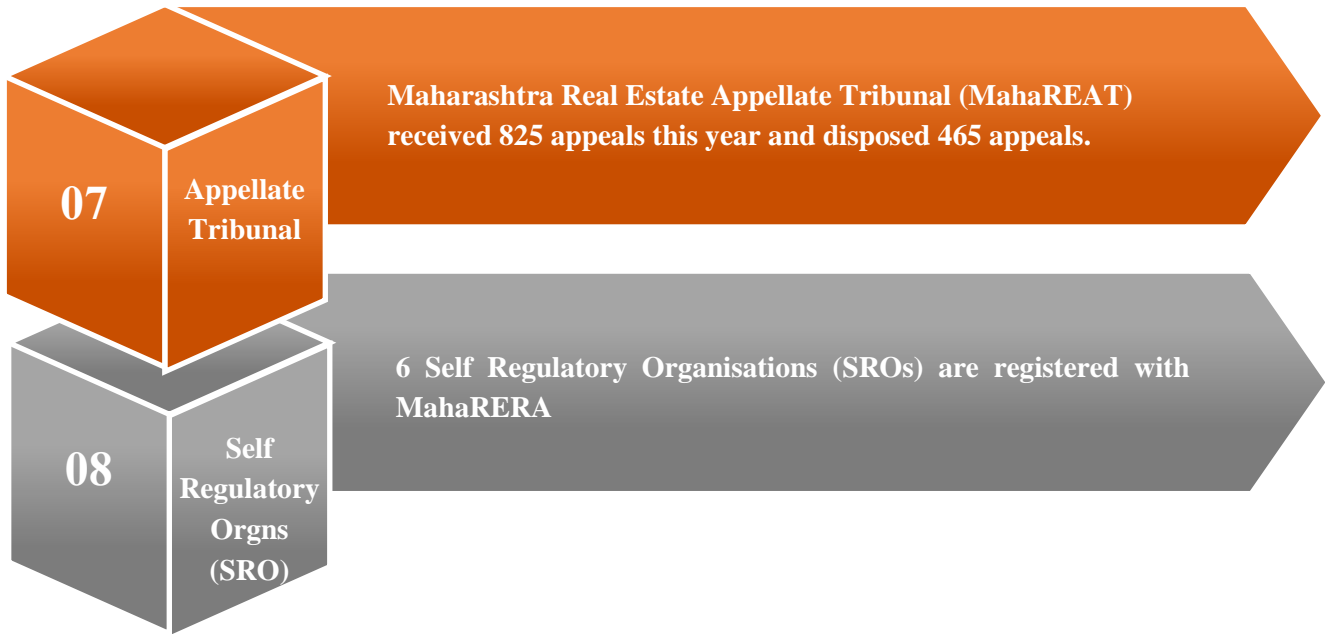 07
Appellate
Tribunal
Maharashtra Real Estate Appellate Tribunal (MahaREAT)
received 825 appeals this year and disposed 465 appeals.
08
Self
Regulatory
Orgns
(SRO)
6 Self Regulatory Organisations (SROs) are registered with
MahaRERA